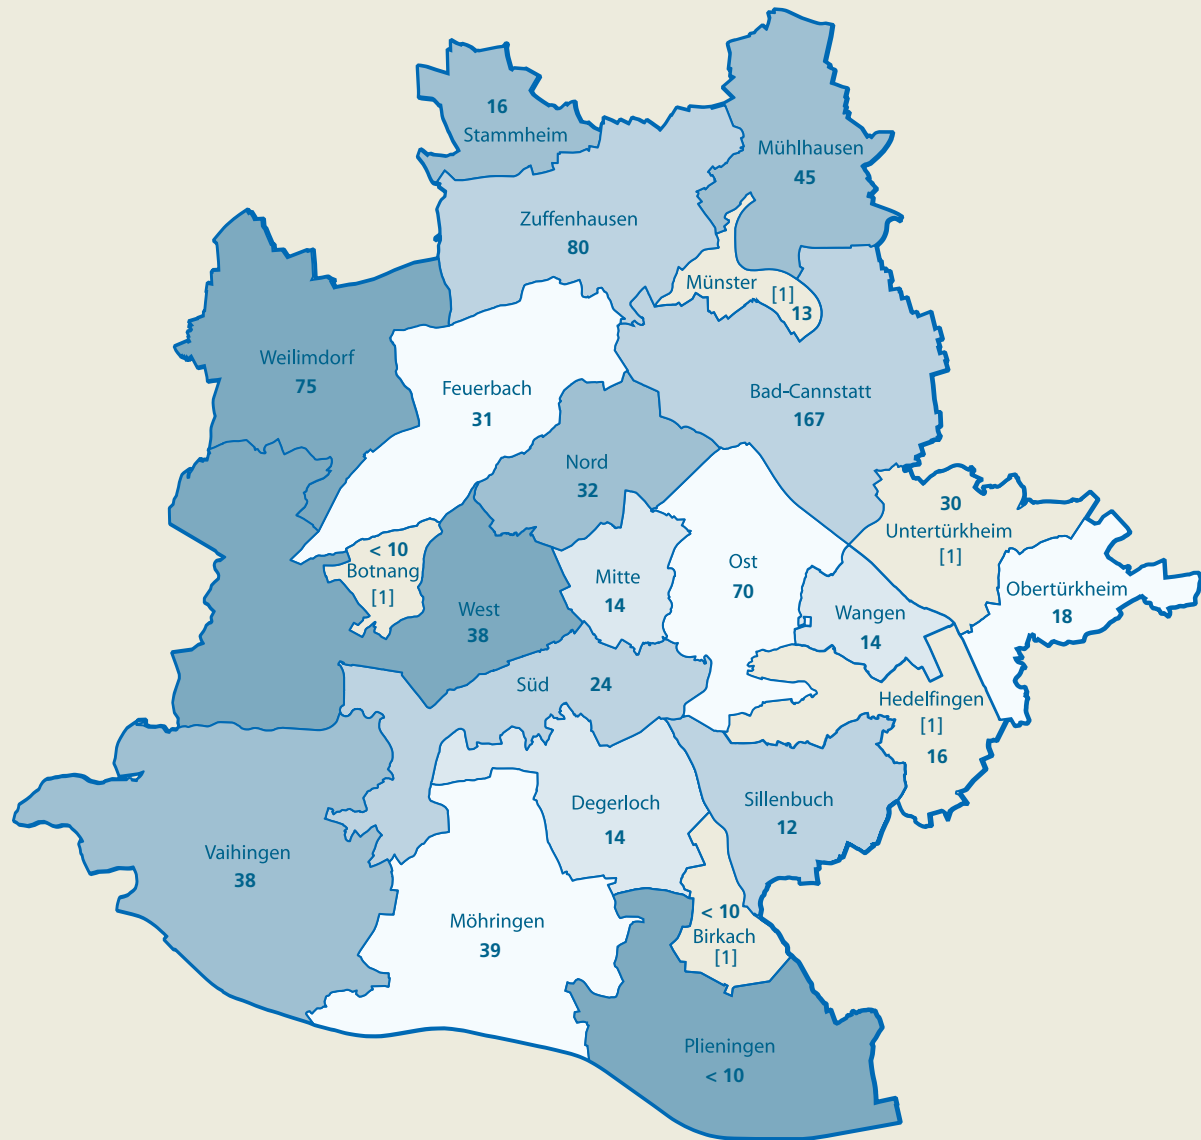 16
Stammheim
Mühlhausen
45
Zuffenhausen
80
Münster [1]
13
Weilimdorf
75
Feuerbach
31
Bad-Cannstatt
167
Nord
32
30
Untertürkheim
[1]
< 10
Botnang
[1]
Mitte
14
Ost
70
Obertürkheim
18
West
38
Wangen
14
Süd 24
Hedelfingen
[1]
16
Degerloch
14
Sillenbuch
12
Vaihingen
38
Möhringen
39
< 10
Birkach
[1]
Plieningen
< 10